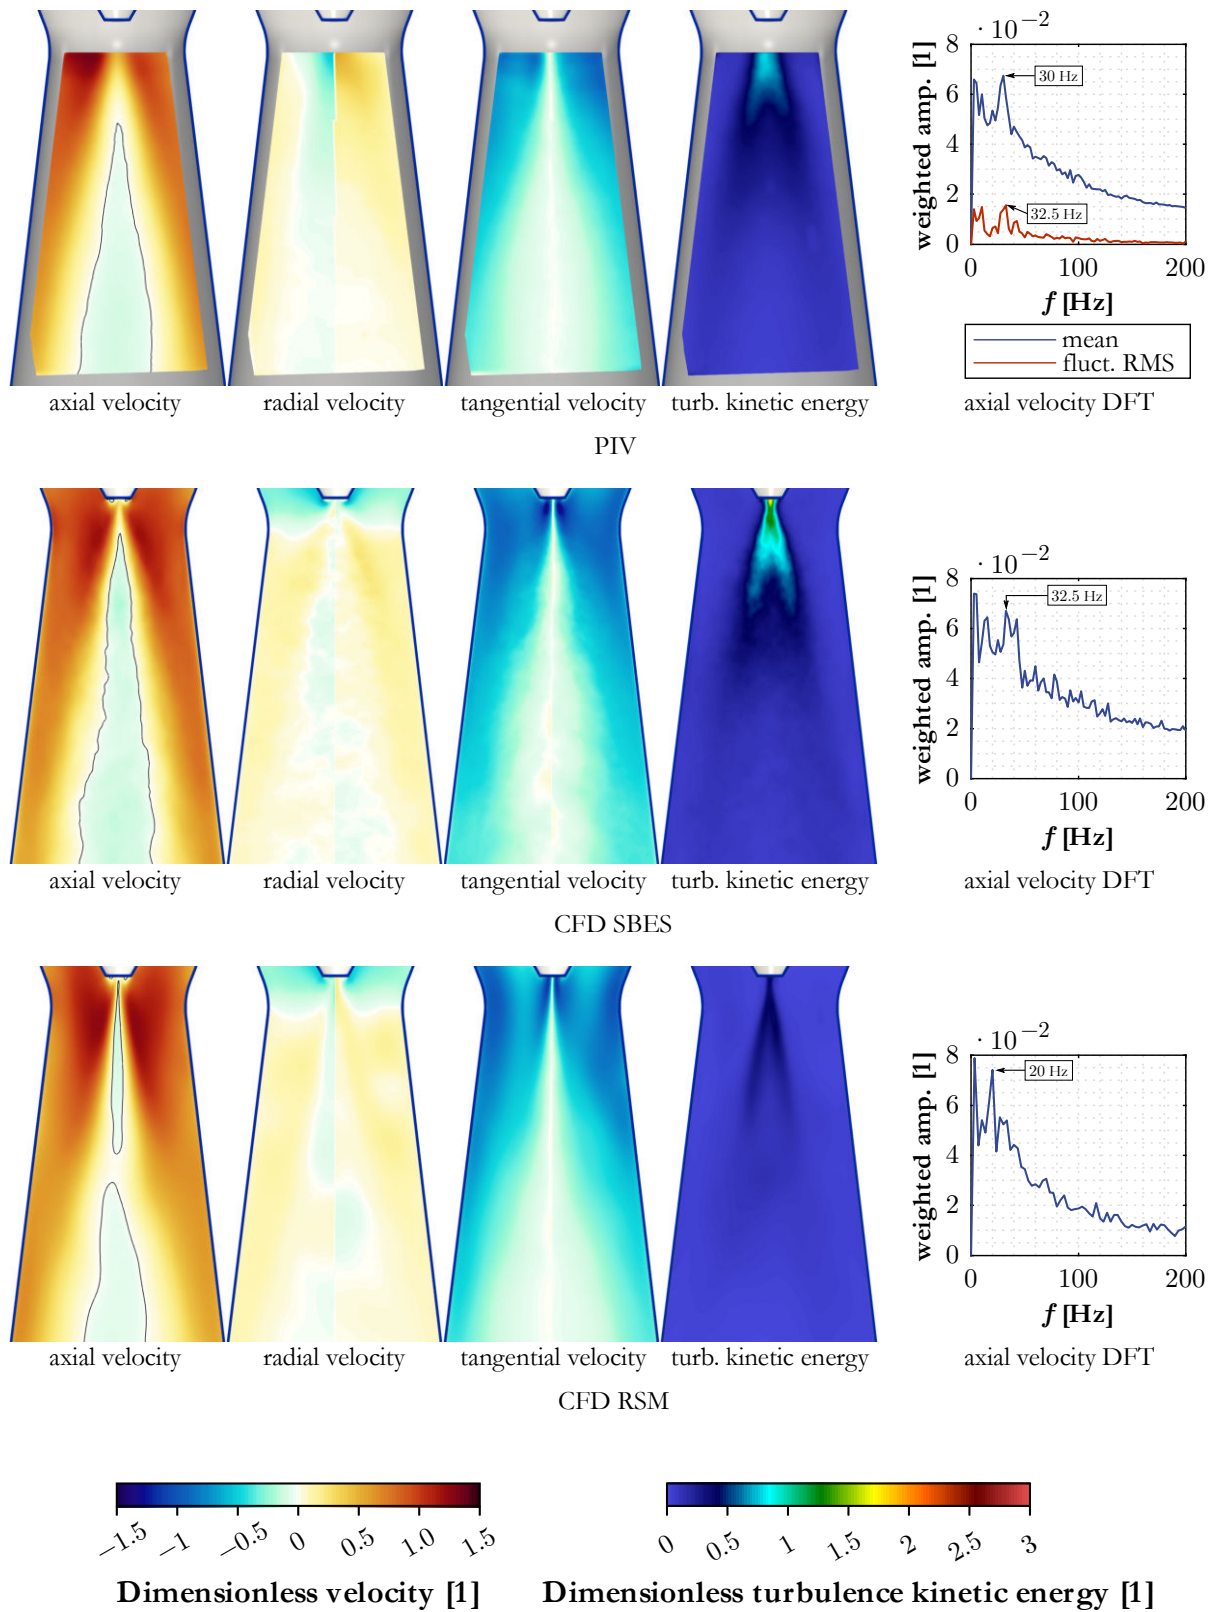 · 10⁻²
weighted amp. [1]
8
6
4
2
0
30 Hz
32.5 Hz
0 100 200
f [Hz]
mean
fluct. RMS
axial velocity radial velocity tangential velocity turb. kinetic energy axial velocity DFT
PIV
· 10⁻²
weighted amp. [1]
8
6
4
2
0
32.5 Hz
0 100 200
f [Hz]
axial velocity radial velocity tangential velocity turb. kinetic energy axial velocity DFT
CFD SBES
· 10⁻²
weighted amp. [1]
8
6
4
2
0
20 Hz
0 100 200
f [Hz]
axial velocity radial velocity tangential velocity turb. kinetic energy axial velocity DFT
CFD RSM
−1.5 −1 −0.5 0 0.5 1.0 1.5
Dimensionless velocity [1]
0 0.5 1 1.5 2 2.5 3
Dimensionless turbulence kinetic energy [1]